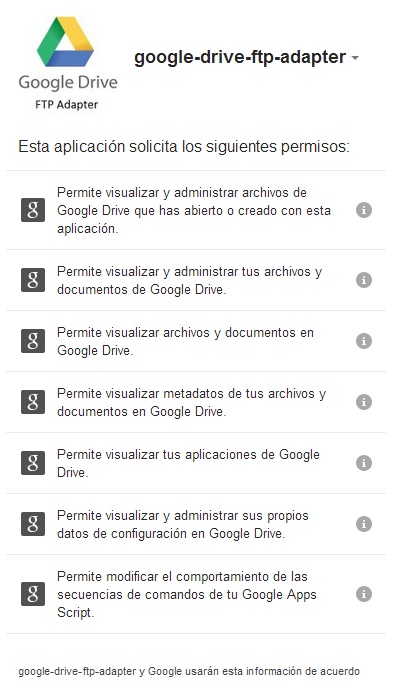 Google Drive
FTP Adapter
google-drive-ftp-adapter
Esta aplicación solicita los siguientes permisos:
Permite visualizar y administrar archivos de
Google Drive que has abierto o creado con esta
aplicación.
Permite visualizar y administrar tus archivos y
documentos de Google Drive.
Permite visualizar archivos y documentos en
Google Drive.
Permite visualizar metadatos de tus archivos y
documentos en Google Drive.
Permite visualizar tus aplicaciones de Google
Drive.
Permite visualizar y administrar sus propios
datos de configuración en Google Drive.
Permite modificar el comportamiento de las
secuencias de comandos de tu Google Apps
Script.
google-drive-ftp-adapter y Google usarán esta información de acuerdo